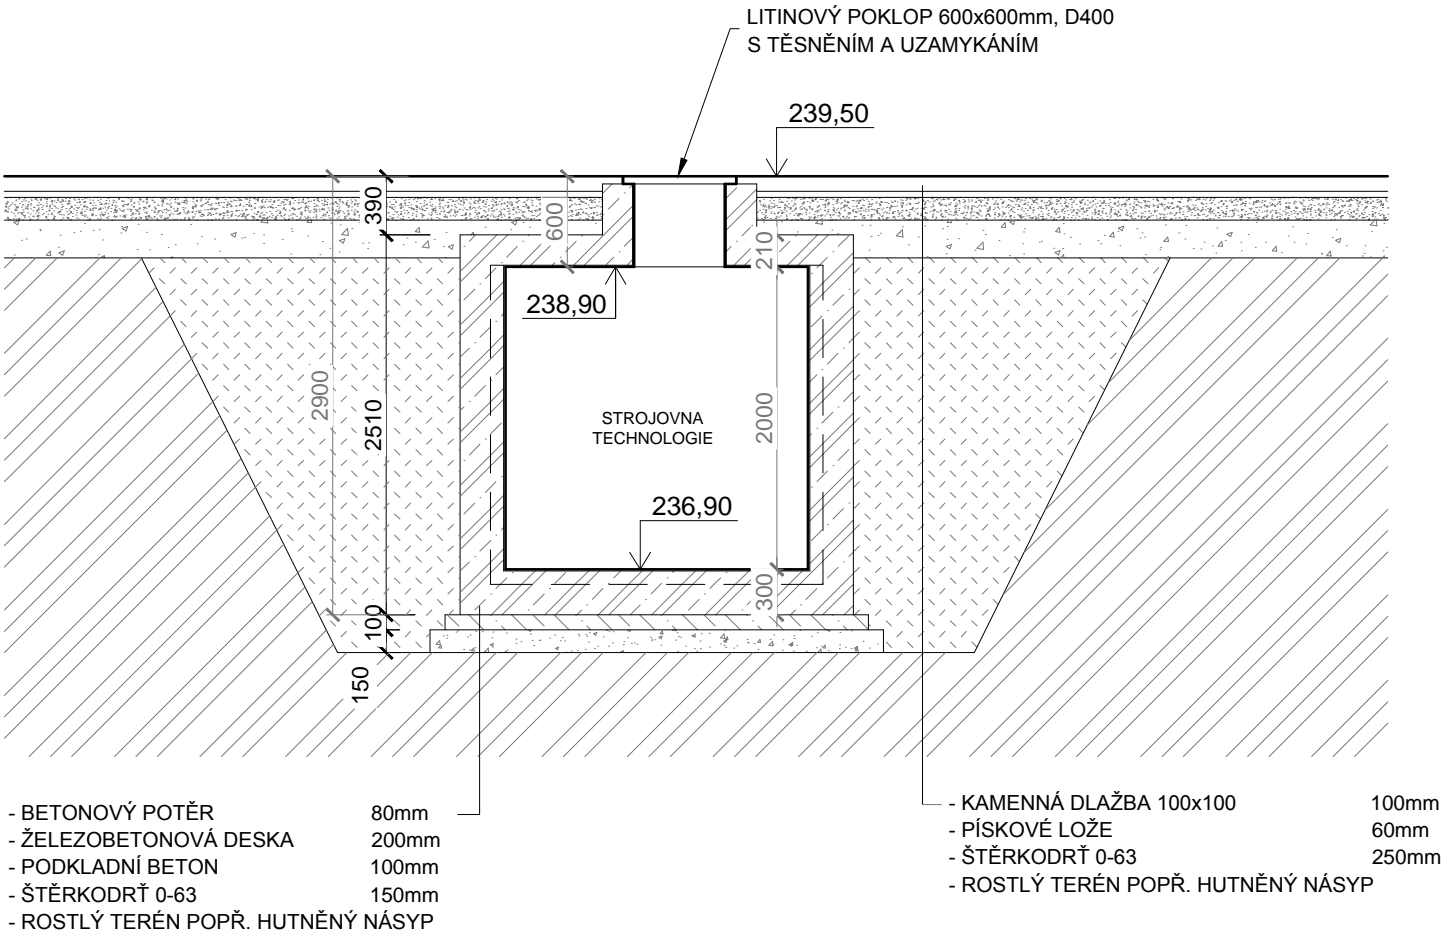 LITINOVÝ POKLOP 600x600mm, D400
S TĚSNĚNÍM A UZAMYKÁNÍM
239,50
390
600
210
238,90
2900
2510
STROJOVNA
TECHNOLOGIE
2000
236,90
300
100
150
- BETONOVÝ POTĚR 80mm
- ŽELEZOBETONOVÁ DESKA 200mm
- PODKLADNÍ BETON 100mm
- ŠTĚRKODRŤ 0-63 150mm
- ROSTLÝ TERÉN POPŘ. HUTNĚNÝ NÁSYP
- KAMENNÁ DLAŽBA 100x100 100mm
- PÍSKOVÉ LOŽE 60mm
- ŠTĚRKODRŤ 0-63 250mm
- ROSTLÝ TERÉN POPŘ. HUTNĚNÝ NÁSYP